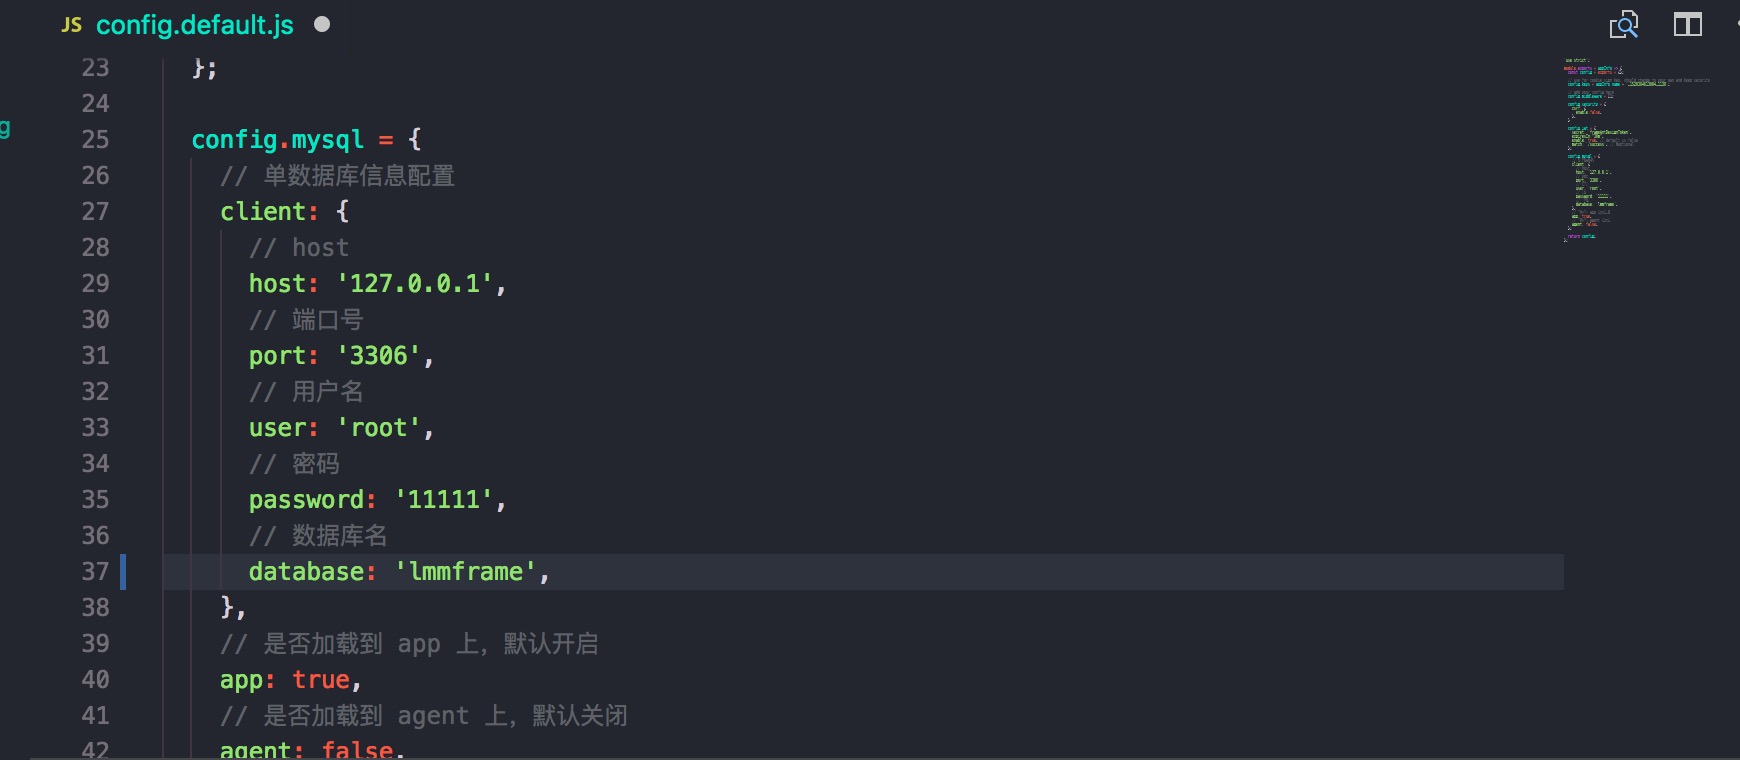 JS config.default.js
23 };
24
25 config.mysql = {
26 // 单数据库信息配置
27 client: {
28 // host
29 host: '127.0.0.1',
30 // 端口号
31 port: '3306',
32 // 用户名
33 user: 'root',
34 // 密码
35 password: '11111',
36 // 数据库名
37 database: 'lmmframe',
38 },
39 // 是否加载到 app 上，默认开启
40 app: true,
41 // 是否加载到 agent 上，默认关闭
42 agent: false,